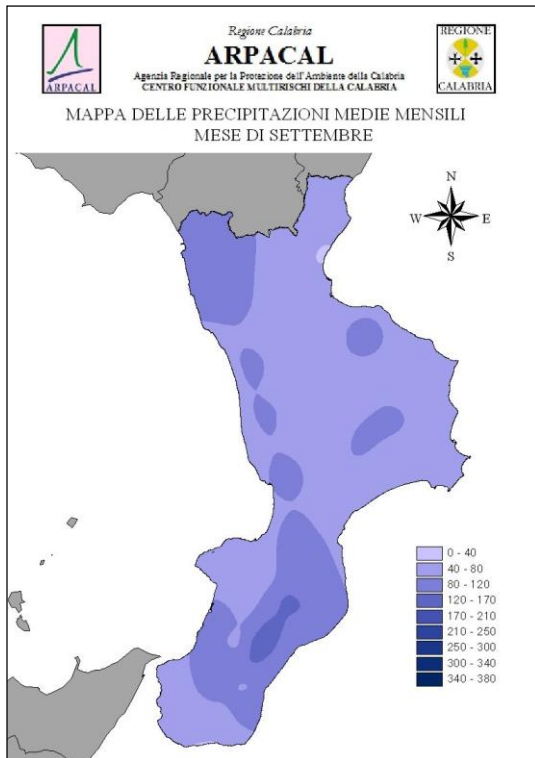 ARPACAL
Regione Calabria
ARPACAL
Agenzia Regionale per la Protezione dell'Ambiente della Calabria
CENTRO FUNZIONALE MULTIRISCHI DELLA CALABRIA
REGIONE
CALABRIA
MAPPA DELLE PRECIPITAZIONI MEDIE MENSILI
MESE DI SETTEMBRE
N
W E
S
0 - 40
40 - 80
80 - 120
120 - 170
170 - 210
210 - 250
250 - 300
300 - 340
340 - 380